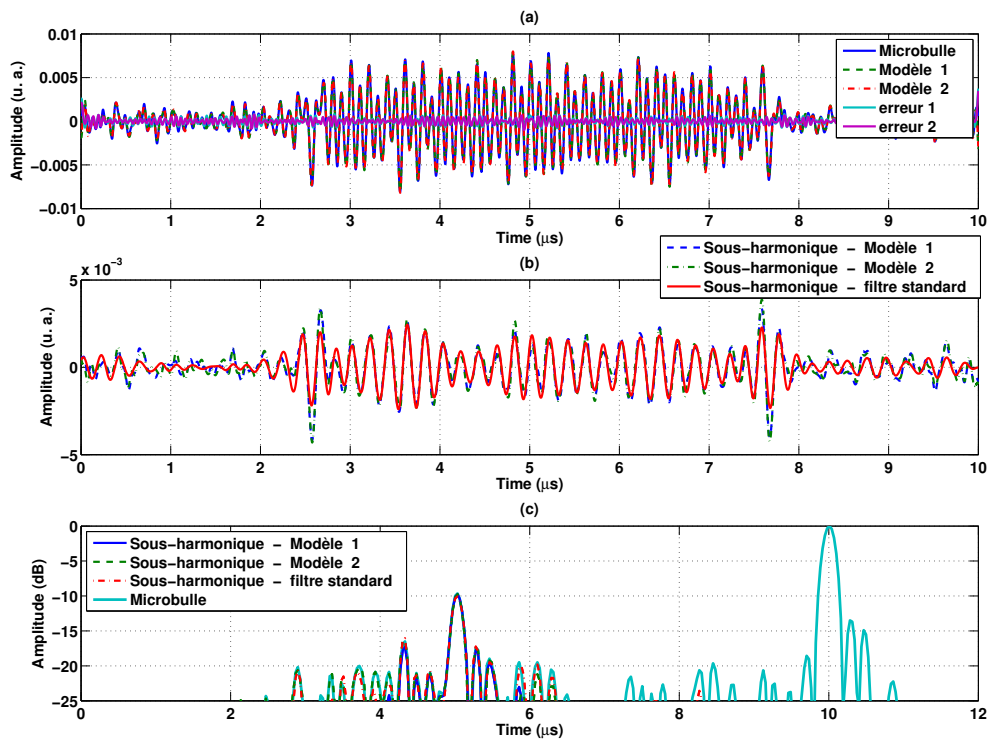 (a)
0.01
0.005
0
−0.005
−0.01
Amplitude (u. a.)
0 1 2 3 4 5 6 7 8 9 10
Time (μs)
Microbulle
Modèle 1
Modèle 2
erreur 1
erreur 2
(b)
x 10⁻³
5
0
−5
Amplitude (u. a.)
0 1 2 3 4 5 6 7 8 9 10
Time (μs)
Sous−harmonique − Modèle 1
Sous−harmonique − Modèle 2
Sous−harmonique − filtre standard
(c)
0
−5
−10
−15
−20
−25
Amplitude (dB)
0 2 4 6 8 10 12
Time (μs)
Sous−harmonique − Modèle 1
Sous−harmonique − Modèle 2
Sous−harmonique − filtre standard
Microbulle